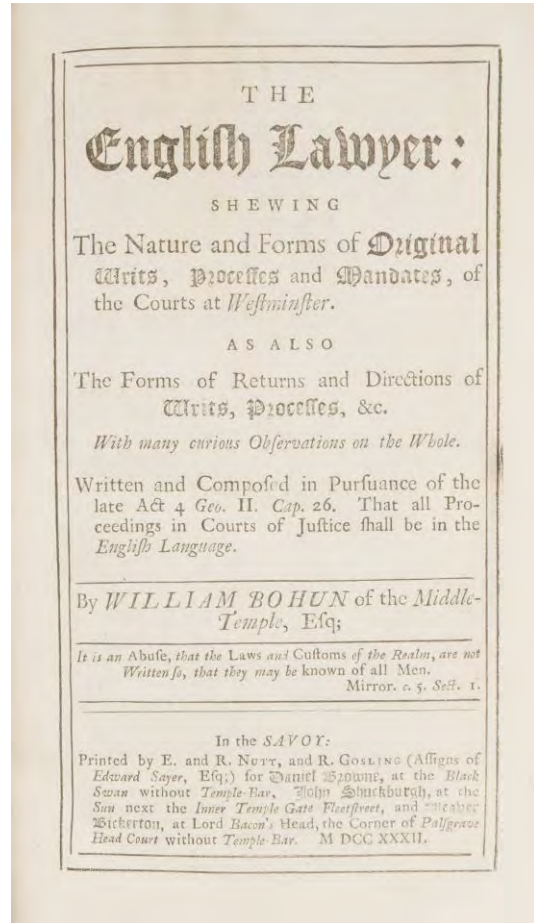 THE
Engliſh Lawyer:
SHEWING
The Nature and Forms of Original
Writs, Proceſſes and Mandates, of
the Courts at Weſtminſter.
AS ALSO
The Forms of Returns and Directions of
Writs, Proceſſes, &c.
With many curious Obſervations on the Whole.
Written and Compoſed in Purſuance of the
late Act 4 Geo. II. Cap. 26. That all Pro-
ceedings in Courts of Juſtice ſhall be in the
Engliſh Language.
By WILLIAM BOHUN of the Middle-
Temple, Eſq;
It is an Abuſe, that the Laws and Cuſtoms of the Realm, are not
Written ſo, that they may be known of all Men.
Mirror. c. 5. Sect. 1.
In the SAVOY:
Printed by E. and R. NUTT, and R. GOSLING (Aſſigns of
Edward Sayer, Eſq;) for Daniel Browne, at the Black
Swan without Temple-Bar, John Shuckburgh, at the
Sun next the Inner Temple Gate Fleetſtreet, and Weaver
Bickerton, at Lord Bacon's Head, the Corner of Palſgrave
Head Court without Temple-Bar. M DCC XXXII.